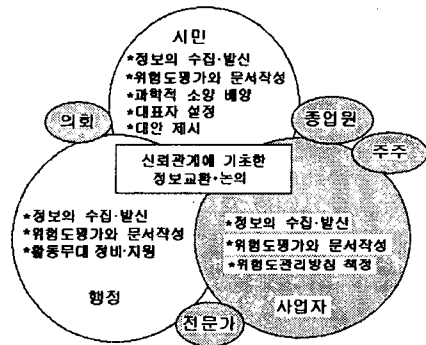 시민
*정보의 수집·발신
*위험도평가와 문서작성
*과학적 소양 배양
*대표자 설정
*대안 제시
의회
종업원
주주
신뢰관계에 기초한
정보교환·논의
*정보의 수집·발신
*위험도평가와 문서작성
*활동무대 정비·지원
행정
*정보의 수집·발신
*위험도평가와 문서작성
*위험도관리방침 책정
사업자
전문가